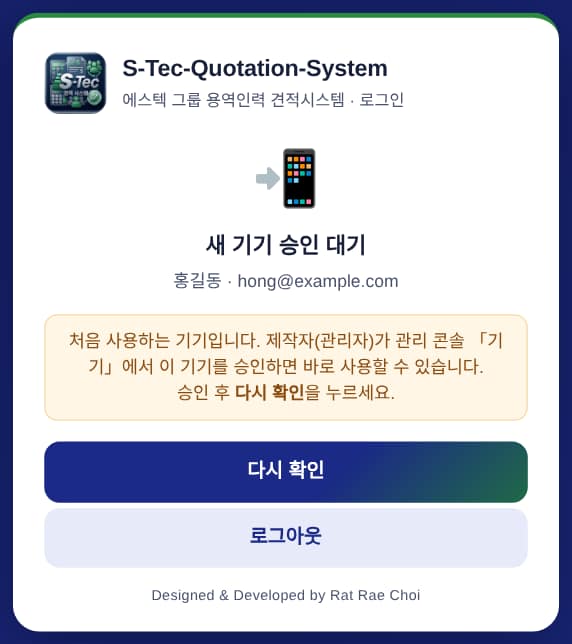 S-Tec
S-Tec-Quotation-System
에스텍 그룹 용역인력 견적시스템 · 로그인
새 기기 승인 대기
홍길동 · hong@example.com
처음 사용하는 기기입니다. 제작자(관리자)가 관리 콘솔 「기
기」에서 이 기기를 승인하면 바로 사용할 수 있습니다.
승인 후 다시 확인을 누르세요.
다시 확인
로그아웃
Designed & Developed by Rat Rae Choi